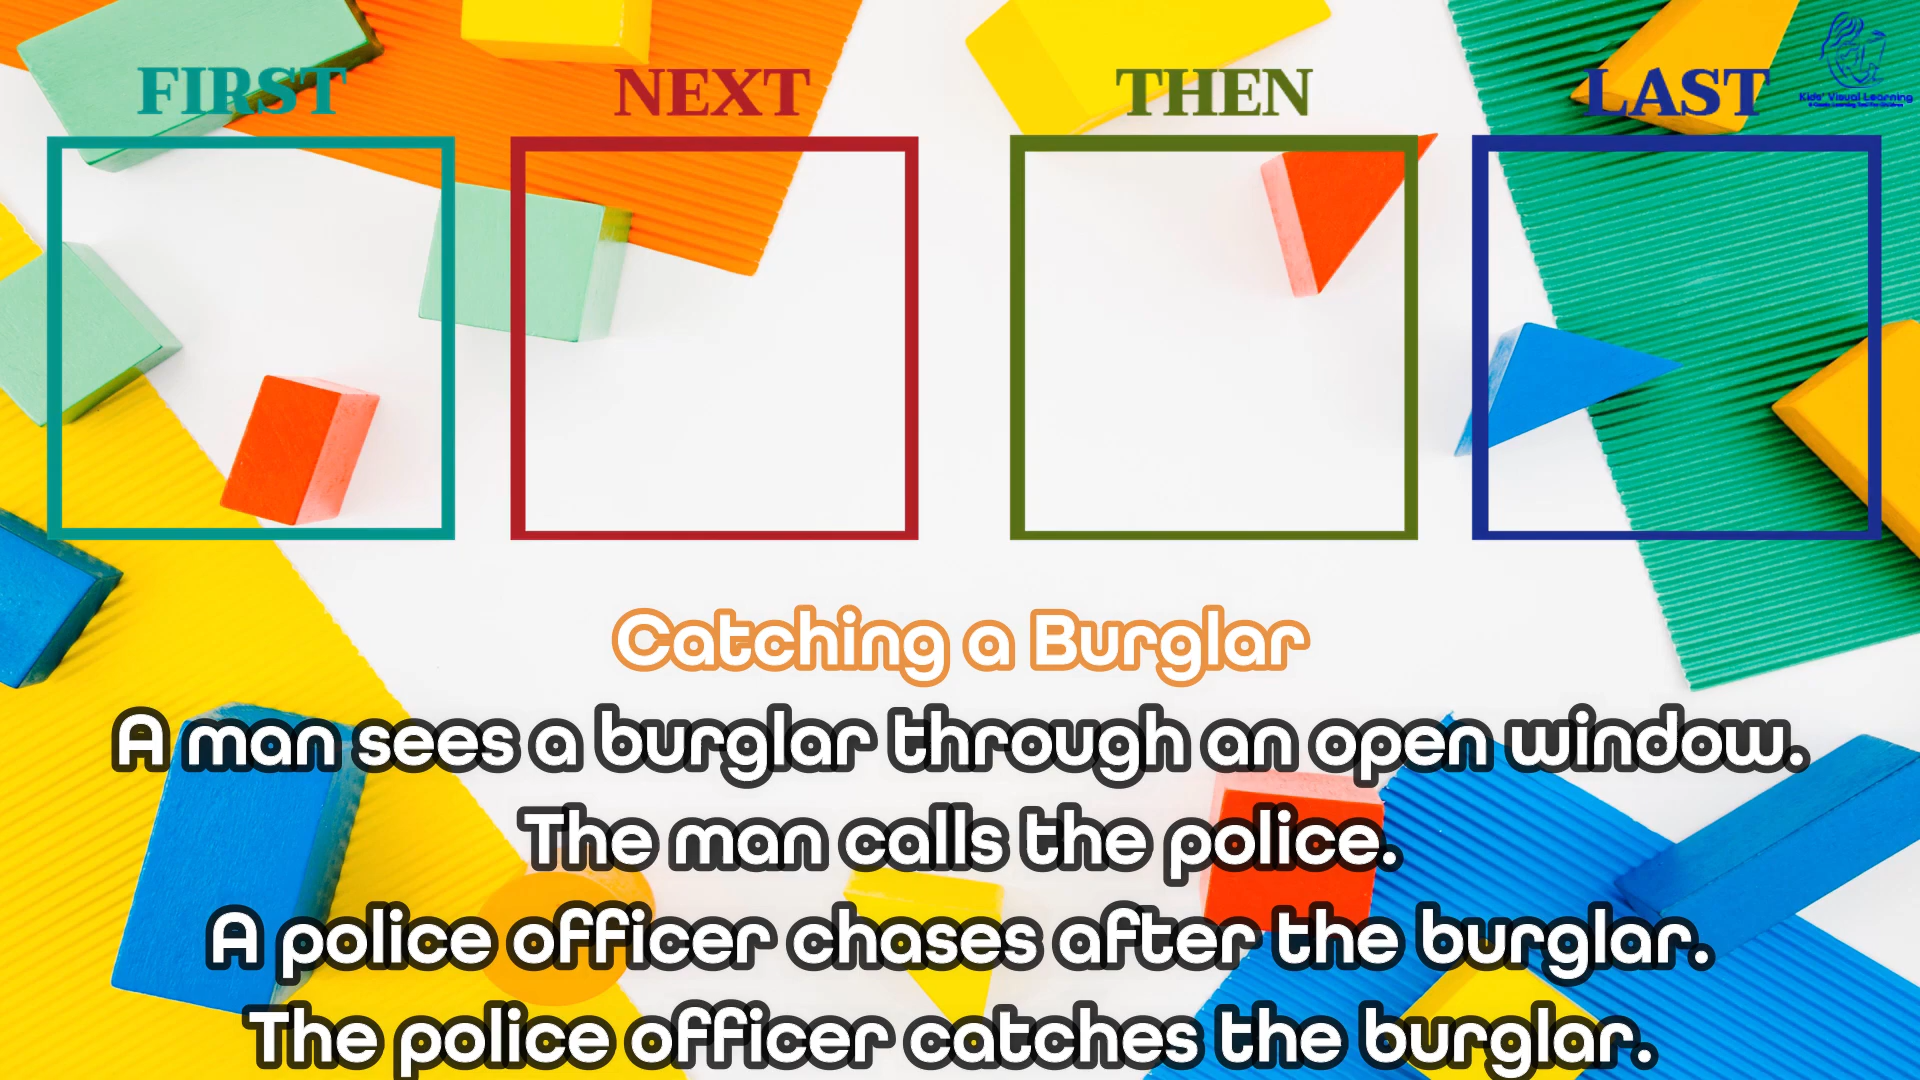 FIRST NEXT THEN LAST
Kids' Visual Learning
Catching a Burglar
A man sees a burglar through an open window.
The man calls the police.
A police officer chases after the burglar.
The police officer catches the burglar.